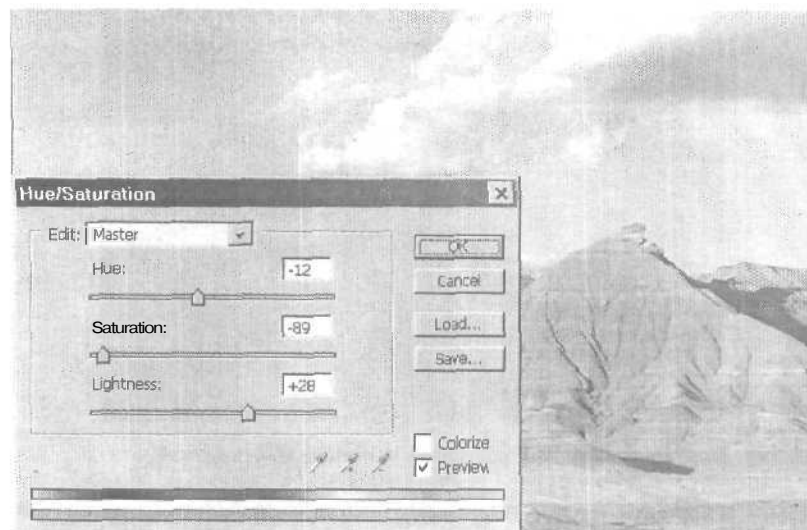 Hue/Saturation
Edit: Master
Hue: -12
OK
Cancel
Saturation: -89
Load...
Save...
Lightness: +28
Colorize
Preview